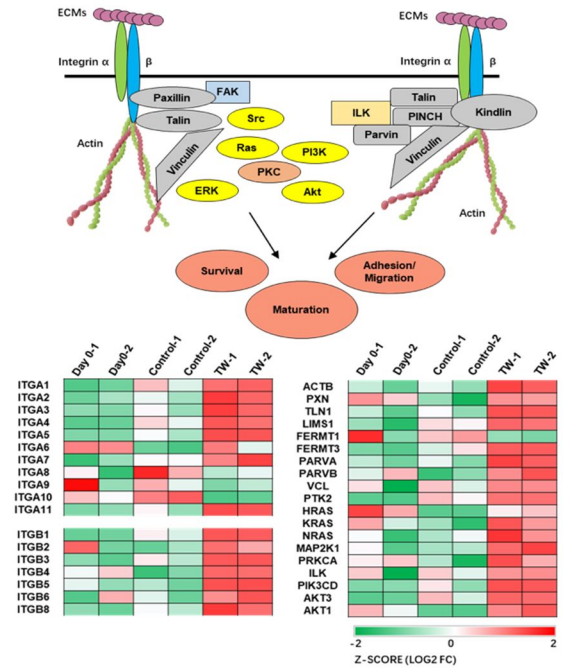 ECMs
ECMs
Integrin α
β
Integrin α
β
Paxillin
FAK
Talin
Src
Actin
Vinculin
Ras
PI3K
PKC
ERK
Akt
ILK
Talin
PINCH
Kindlin
Parvin
Vinculin
Actin
Survival
Adhesion/
Migration
Maturation
Day 0-1
Day0-2
Control-1
Control-2
TW-1
TW-2
ITGA1
ITGA2
ITGA3
ITGA4
ITGA5
ITGA6
ITGA7
ITGA8
ITGA9
ITGA10
ITGA11
ITGB1
ITGB2
ITGB3
ITGB4
ITGB5
ITGB6
ITGB8
Day 0-1
Day0-2
Control-1
Control-2
TW-1
TW-2
ACTB
PXN
TLN1
LIMS1
FERMT1
FERMT3
PARVA
PARVB
VCL
PTK2
HRAS
KRAS
NRAS
MAP2K1
PRKCA
ILK
PIK3CD
AKT3
AKT1
-2
0
2
Z-SCORE (LOG2 FC)